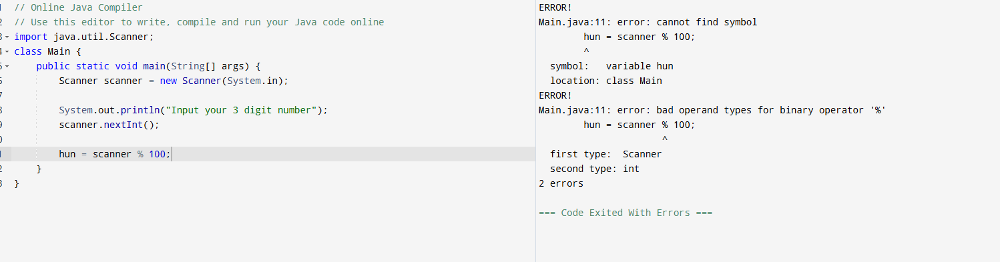 // Online Java Compiler
// Use this editor to write, compile and run your Java code online
import java.util.Scanner;
class Main {
public static void main(String[] args) {
Scanner scanner = new Scanner(System.in);
System.out.println("Input your 3 digit number");
scanner.nextInt();
hun = scanner % 100;
}
}
ERROR!
Main.java:11: error: cannot find symbol
hun = scanner % 100;
^
symbol:   variable hun
location: class Main
ERROR!
Main.java:11: error: bad operand types for binary operator '%'
hun = scanner % 100;
^
first type:  Scanner
second type: int
2 errors
=== Code Exited With Errors ===